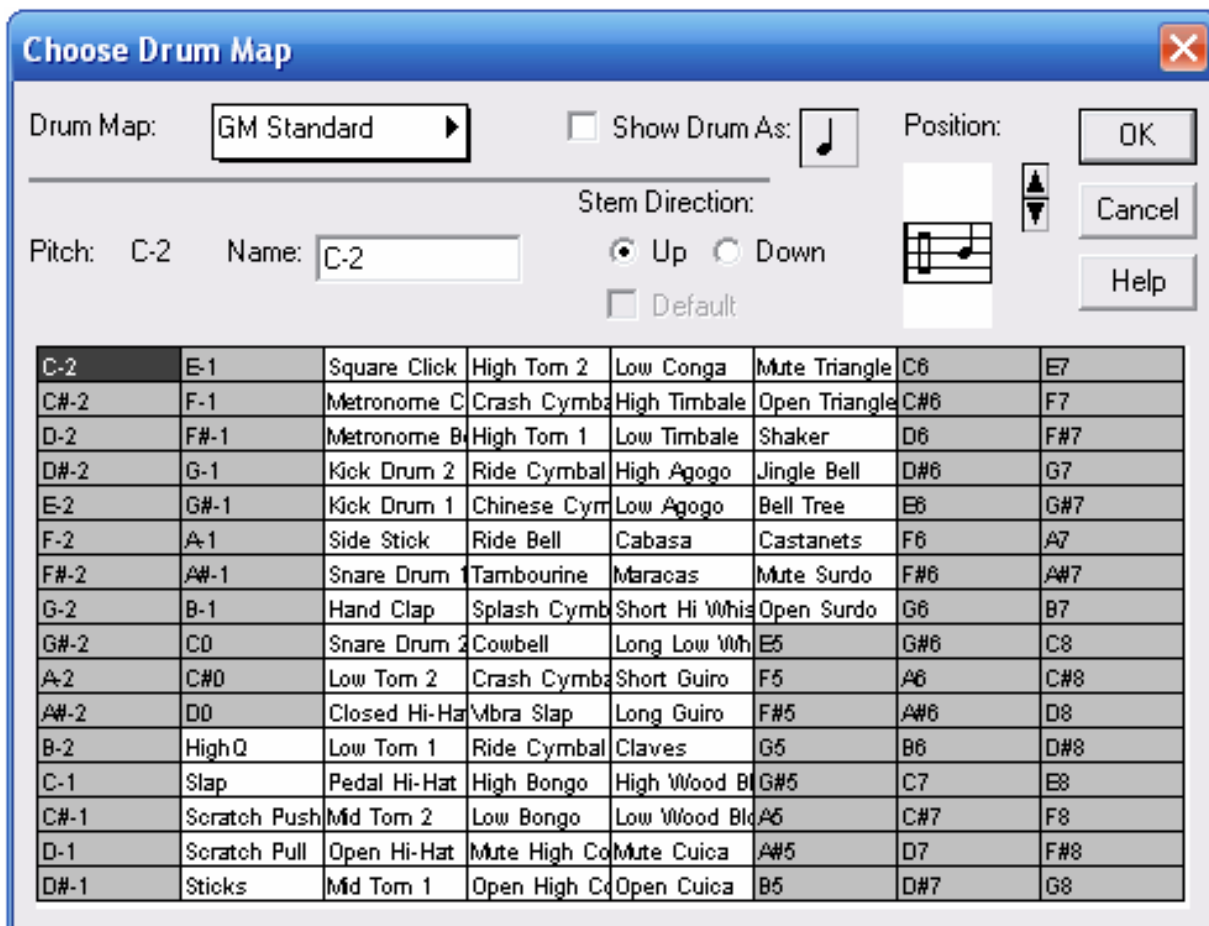 Choose Drum Map
Drum Map: GM Standard Show Drum As: Position: OK
Stem Direction:
Cancel
Pitch: C-2 Name: C-2 Up Down
Help
Default
C-2 E-1 Square Click High Tom 2 Low Conga Mute Triangle C6 E7
C#-2 F-1 Metronome C Crash Cymba High Timbale Open Triangle C#6 F7
D-2 F#-1 Metronome Be High Tom 1 Low Timbale Shaker D6 F#7
D#-2 G-1 Kick Drum 2 Ride Cymbal High Agogo Jingle Bell D#6 G7
E-2 G#-1 Kick Drum 1 Chinese Cym Low Agogo Bell Tree E6 G#7
F-2 A-1 Side Stick Ride Bell Cabasa Castanets F6 A7
F#-2 A#-1 Snare Drum 1 Tambourine Maracas Mute Surdo F#6 A#7
G-2 B-1 Hand Clap Splash Cymb Short Hi Whis Open Surdo G6 B7
G#-2 C0 Snare Drum 2 Cowbell Long Low Wh E5 G#6 C8
A-2 C#0 Low Tom 2 Crash Cymba Short Guiro F5 A6 C#8
A#-2 D0 Closed Hi-Ha Vibra Slap Long Guiro F#5 A#6 D8
B-2 High Q Low Tom 1 Ride Cymbal Claves G5 B6 D#8
C-1 Slap Pedal Hi-Hat High Bongo High Wood Bl G#5 C7 E8
C#-1 Scratch Push Mid Tom 2 Low Bongo Low Wood Blo A5 C#7 F8
D-1 Scratch Pull Open Hi-Hat Mute High Co Mute Cuica A#5 D7 F#8
D#-1 Sticks Mid Tom 1 Open High Co Open Cuica B5 D#7 G8